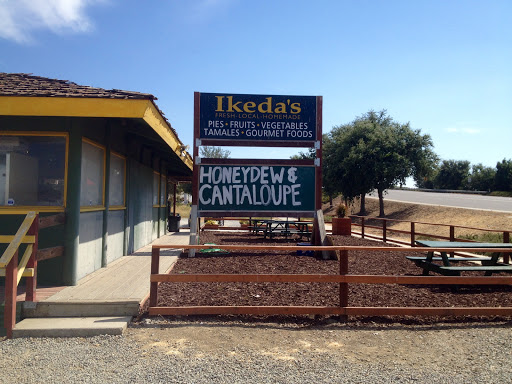 Ikeda's
FRESH·LOCAL·HOMEMADE
PIES • FRUITS • VEGETABLES
TAMALES • GOURMET FOODS
HONEYDEW &
CANTALOUPE